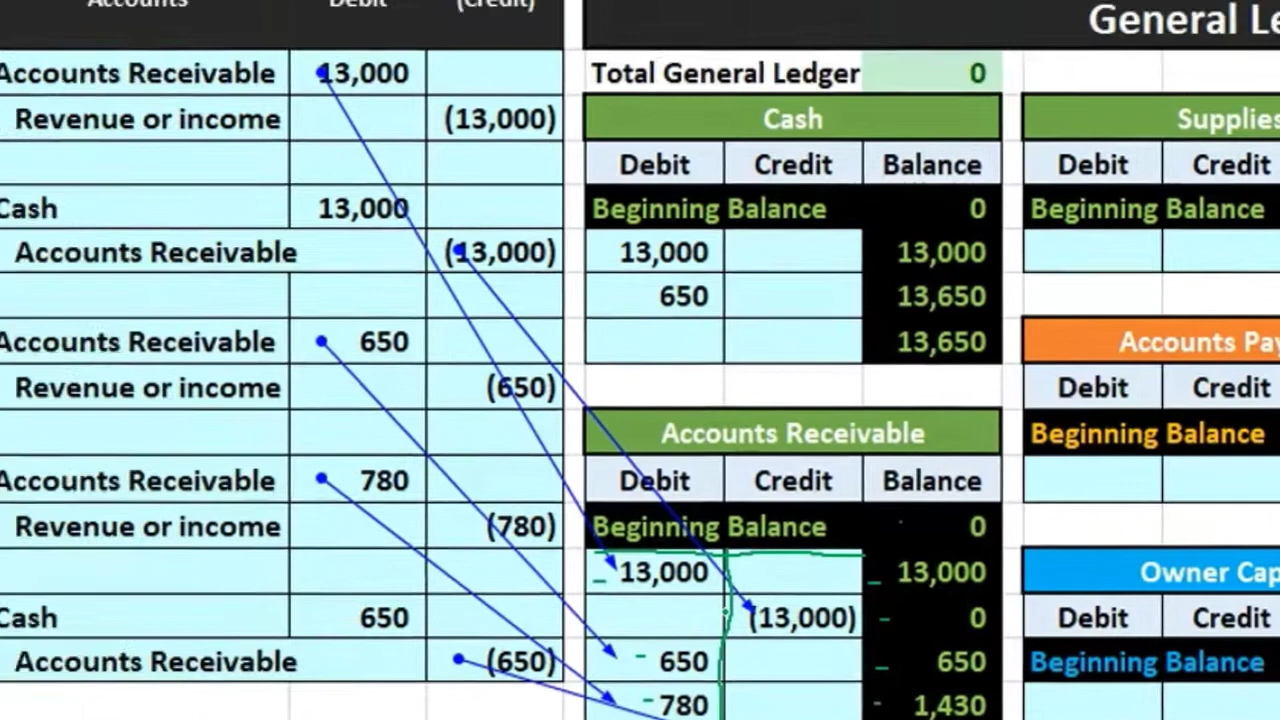 Accounts Debit (Credit)
Accounts Receivable 13,000
Revenue or income (13,000)
Cash 13,000
Accounts Receivable (13,000)
Accounts Receivable 650
Revenue or income (650)
Accounts Receivable 780
Revenue or income (780)
Cash 650
Accounts Receivable (650)
General Le
Total General Ledger 0
Cash
Debit Credit Balance
Beginning Balance 0
13,000 13,000
650 13,650
13,650
Accounts Receivable
Debit Credit Balance
Beginning Balance 0
13,000 13,000
(13,000) 0
650 650
780 1,430
Supplies
Debit Credit
Beginning Balance
Accounts Pay
Debit Credit
Beginning Balance
Owner Cap
Debit Credit
Beginning Balance